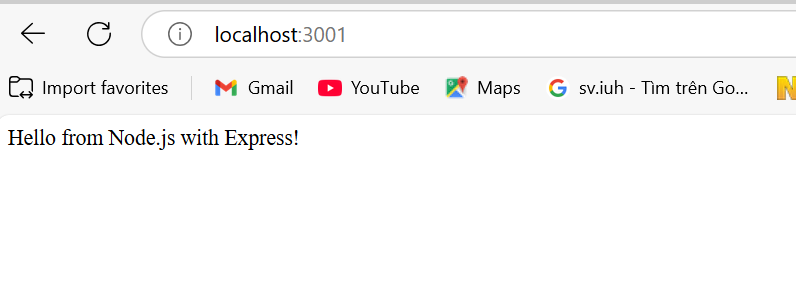 localhost:3001
Import favorites Gmail YouTube Maps sv.iuh - Tìm trên Go...
Hello from Node.js with Express!